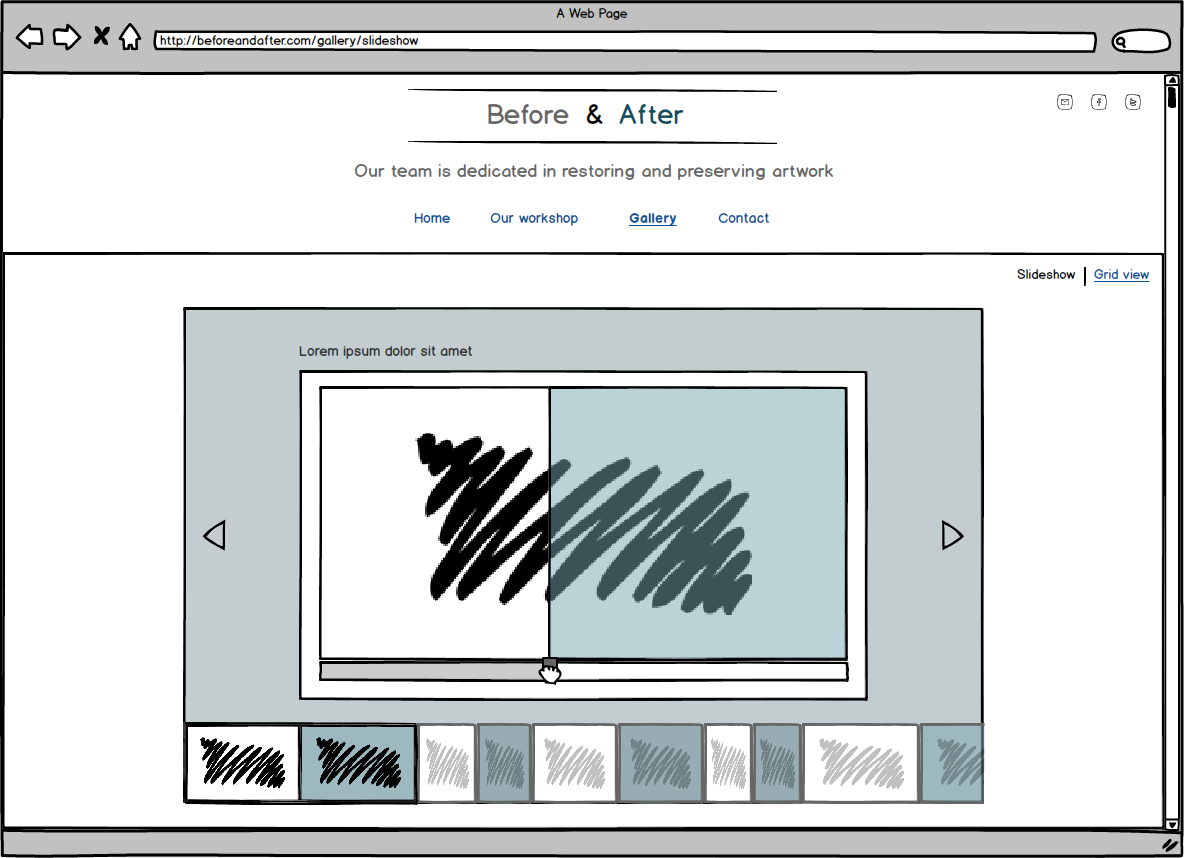 A Web Page
http://beforeandafter.com/gallery/slideshow
Before & After
Our team is dedicated in restoring and preserving artwork
Home Our workshop Gallery Contact
Slideshow Grid view
Lorem ipsum dolor sit amet